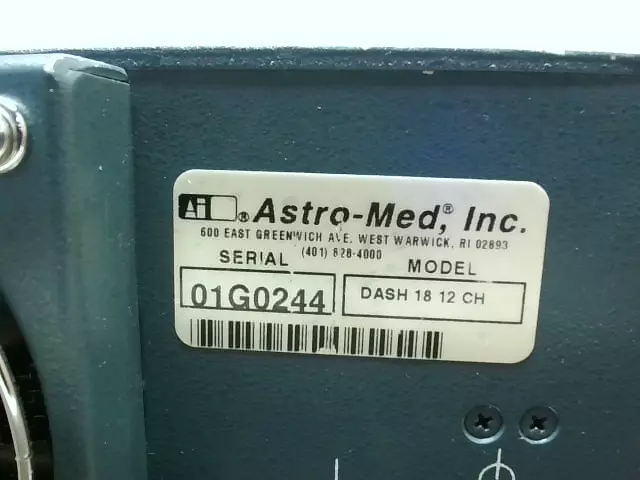 AM® Astro-Med,® Inc.
600 EAST GREENWICH AVE. WEST WARWICK, RI 02893
(401) 828-4000
SERIAL MODEL
01G0244 DASH 18 12 CH